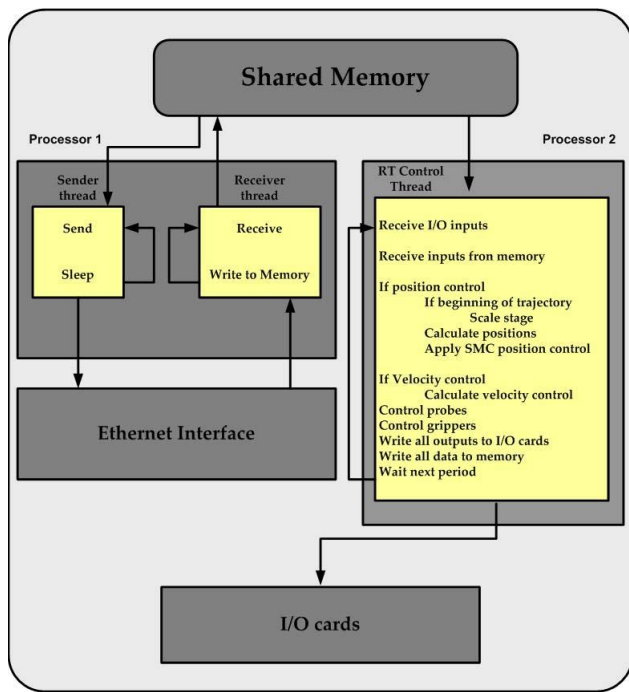 Shared Memory
Processor 1
Processor 2
Sender
thread
Receiver
thread
RT Control
Thread
Send
Sleep
Receive
Write to Memory
Receive I/O inputs
Receive inputs fron memory
If position control
If beginning of trajectory
Scale stage
Calculate positions
Apply SMC position control
If Velocity control
Calculate velocity control
Control probes
Control grippers
Write all outputs to I/O cards
Write all data to memory
Wait next period
Ethernet Interface
I/O cards